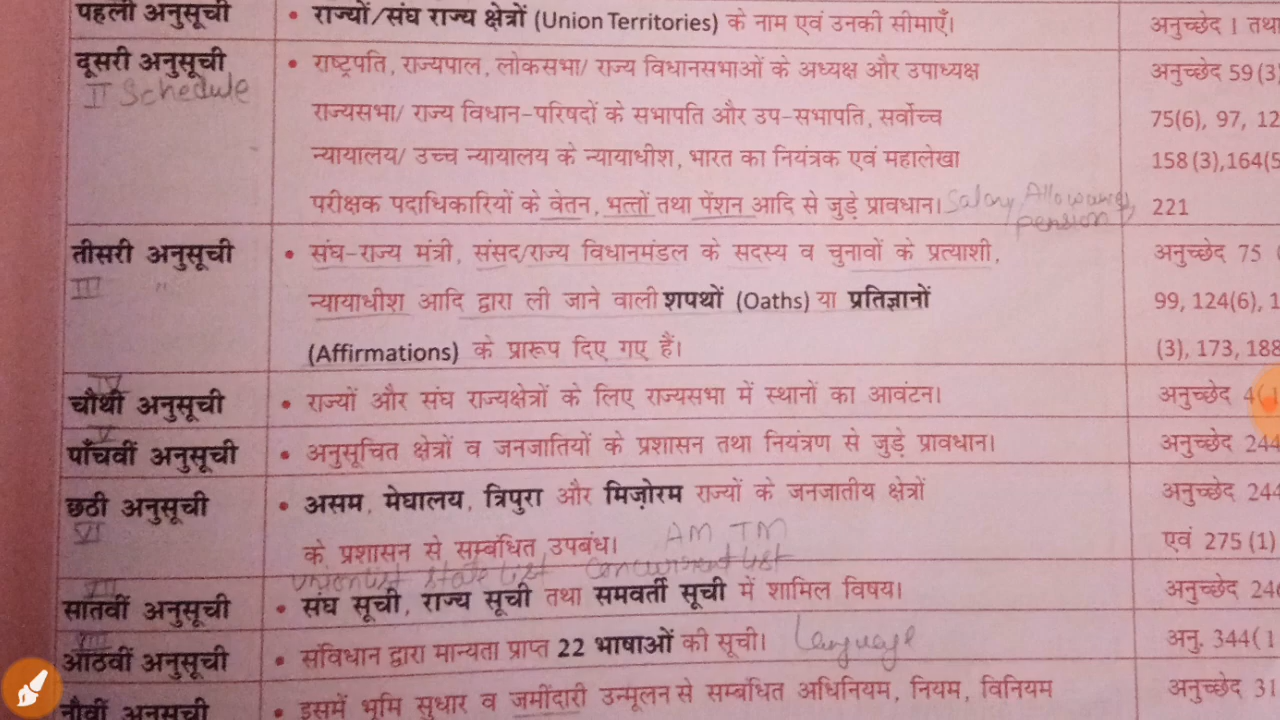 पहली अनुसूची • राज्यों/संघ राज्य क्षेत्रों (Union Territories) के नाम एवं उनकी सीमाएँ। अनुच्छेद 1 तथा
दूसरी अनुसूची • राष्ट्रपति, राज्यपाल, लोकसभा/ राज्य विधानसभाओं के अध्यक्ष और उपाध्यक्ष अनुच्छेद 59 (3)
II Schedule राज्यसभा/ राज्य विधान-परिषदों के सभापति और उप-सभापति, सर्वोच्च 75(6), 97, 12
न्यायालय/ उच्च न्यायालय के न्यायाधीश, भारत का नियंत्रक एवं महालेखा 158 (3),164(5
परीक्षक पदाधिकारियों के वेतन, भत्तों तथा पेंशन आदि से जुड़े प्रावधान। Salary, Allowances, 221
pension
तीसरी अनुसूची • संघ-राज्य मंत्री, संसद/राज्य विधानमंडल के सदस्य व चुनावों के प्रत्याशी, अनुच्छेद 75 (
III " न्यायाधीश आदि द्वारा ली जाने वाली शपथों (Oaths) या प्रतिज्ञानों 99, 124(6), 1
(Affirmations) के प्रारूप दिए गए हैं। (3), 173, 188
IV
चौथी अनुसूची • राज्यों और संघ राज्यक्षेत्रों के लिए राज्यसभा में स्थानों का आवंटन। अनुच्छेद 4(
V
पाँचवीं अनुसूची • अनुसूचित क्षेत्रों व जनजातियों के प्रशासन तथा नियंत्रण से जुड़े प्रावधान। अनुच्छेद 244
छठी अनुसूची • असम, मेघालय, त्रिपुरा और मिज़ोरम राज्यों के जनजातीय क्षेत्रों अनुच्छेद 244
VI के प्रशासन से सम्बंधित उपबंध। AM TM एवं 275 (1)
VII Union list State list Concurrent list
सातवीं अनुसूची • संघ सूची, राज्य सूची तथा समवर्ती सूची में शामिल विषय। अनुच्छेद 246
VIII
आठवीं अनुसूची • संविधान द्वारा मान्यता प्राप्त 22 भाषाओं की सूची। Language अनु. 344(1
नौवीं अनुसूची • इसमें भूमि सुधार व जमींदारी उन्मूलन से सम्बंधित अधिनियम, नियम, विनियम अनुच्छेद 31